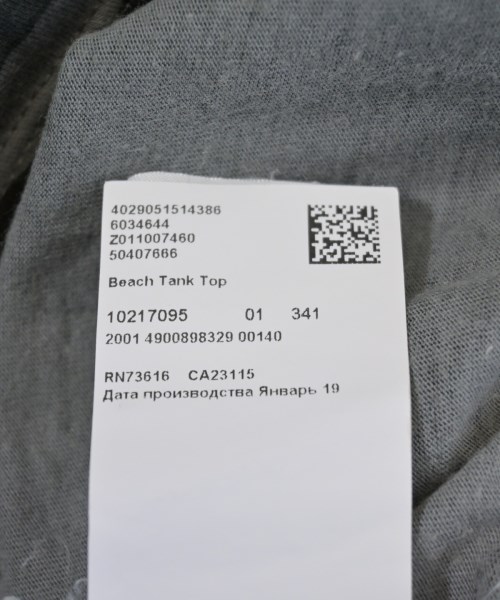 4029051514386
6034644
Z011007460
50407666
Beach Tank Top
10217095 01 341
2001 4900898329 00140
RN73616 CA23115
Дата производства Январь 19